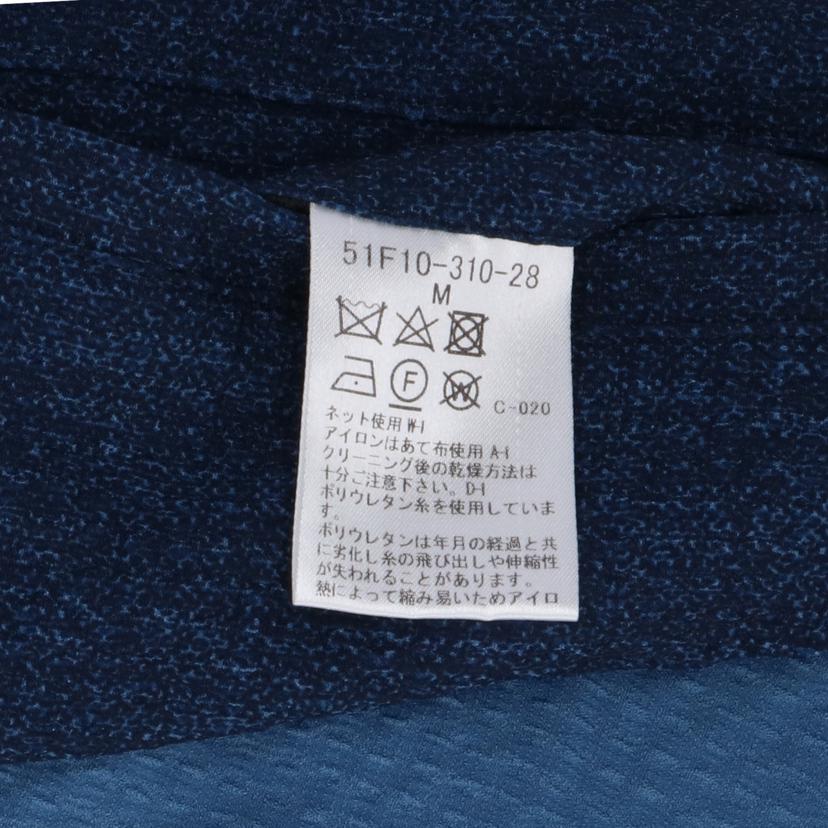 51F10-310-28
M
F
W
C-020
ネット使用 W-I
アイロンはあて布使用 A-I
クリーニング後の乾燥方法は
十分ご注意下さい。D-I
ポリウレタン糸を使用していま
す。
ポリウレタンは年月の経過と共
に劣化し糸の飛び出しや伸縮性
が失われることがあります。
熱によって縮み易いためアイロ